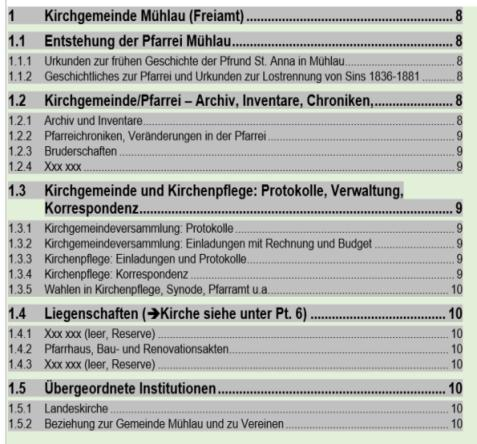 1 Kirchgemeinde Mühlau (Freiamt) ........ 8
1.1 Entstehung der Pfarrei Mühlau ........ 8
1.1.1 Urkunden zur frühen Geschichte der Pfrund St. Anna in Mühlau ........ 8
1.1.2 Geschichtliches zur Pfarrei und Urkunden zur Lostrennung von Sins 1836-1881 ........ 8
1.2 Kirchgemeinde/Pfarrei – Archiv, Inventare, Chroniken, ........ 8
1.2.1 Archiv und Inventare ........ 8
1.2.2 Pfarreichroniken, Veränderungen in der Pfarrei ........ 9
1.2.3 Bruderschaften ........ 9
1.2.4 Xxx xxx ........ 9
1.3 Kirchgemeinde und Kirchenpflege: Protokolle, Verwaltung,
Korrespondenz ........ 9
1.3.1 Kirchgemeindeversammlung: Protokolle ........ 9
1.3.2 Kirchgemeindeversammlung: Einladungen mit Rechnung und Budget ........ 9
1.3.3 Kirchenpflege: Einladungen und Protokolle ........ 9
1.3.4 Kirchenpflege: Korrespondenz ........ 9
1.3.5 Wahlen in Kirchenpflege, Synode, Pfarramt u.a. ........ 10
1.4 Liegenschaften (➔Kirche siehe unter Pt. 6) ........ 10
1.4.1 Xxx xxx (leer, Reserve) ........ 10
1.4.2 Pfarrhaus, Bau- und Renovationsakten ........ 10
1.4.3 Xxx xxx (leer, Reserve) ........ 10
1.5 Übergeordnete Institutionen ........ 10
1.5.1 Landeskirche ........ 10
1.5.2 Beziehung zur Gemeinde Mühlau und zu Vereinen ........ 10